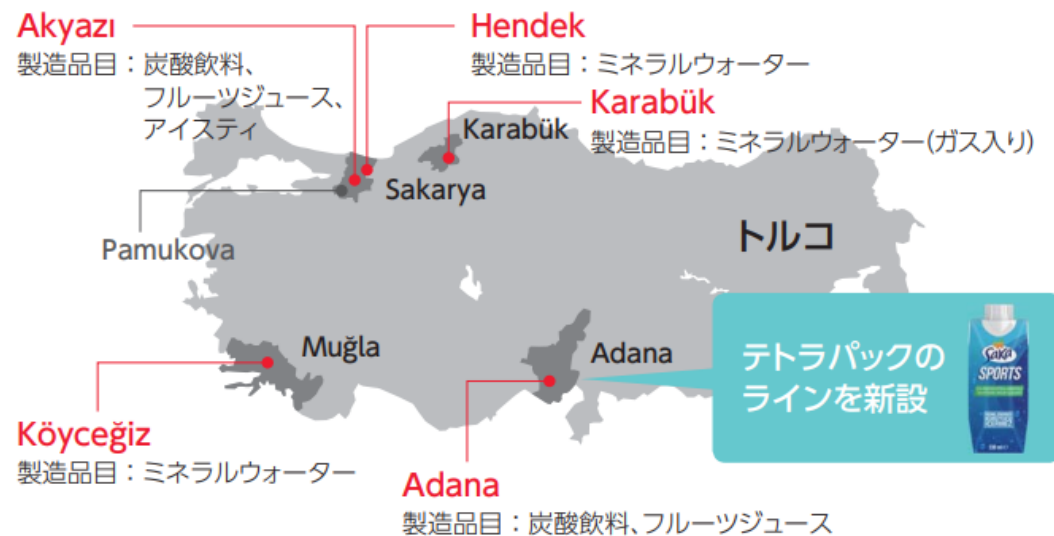 Akyazı
製造品目：炭酸飲料、
フルーツジュース、
アイスティ
Hendek
製造品目：ミネラルウォーター
Karabük
製造品目：ミネラルウォーター(ガス入り)
Karabük
Sakarya
Pamukova
トルコ
Muğla
Adana
テトラパックの
ラインを新設
Saka
SPORTS
Köyceğiz
製造品目：ミネラルウォーター
Adana
製造品目：炭酸飲料、フルーツジュース